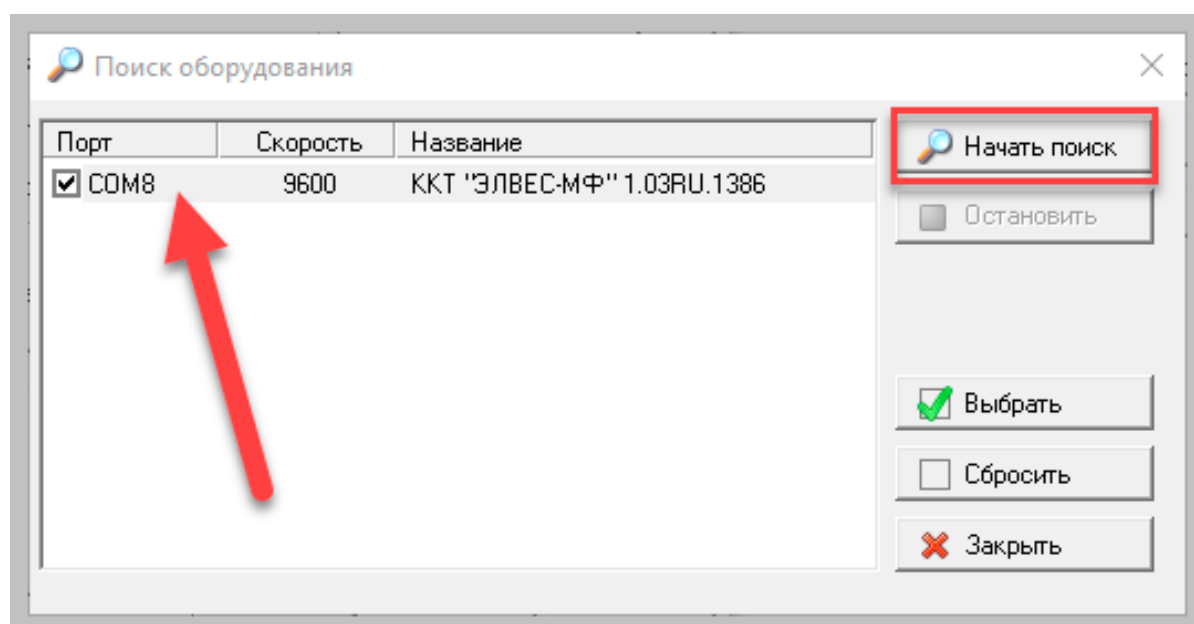 Поиск оборудования
Порт Скорость Название
COM8 9600 ККТ "ЭЛВЕС-МФ" 1.03RU.1386
Начать поиск
Остановить
Выбрать
Сбросить
Закрыть